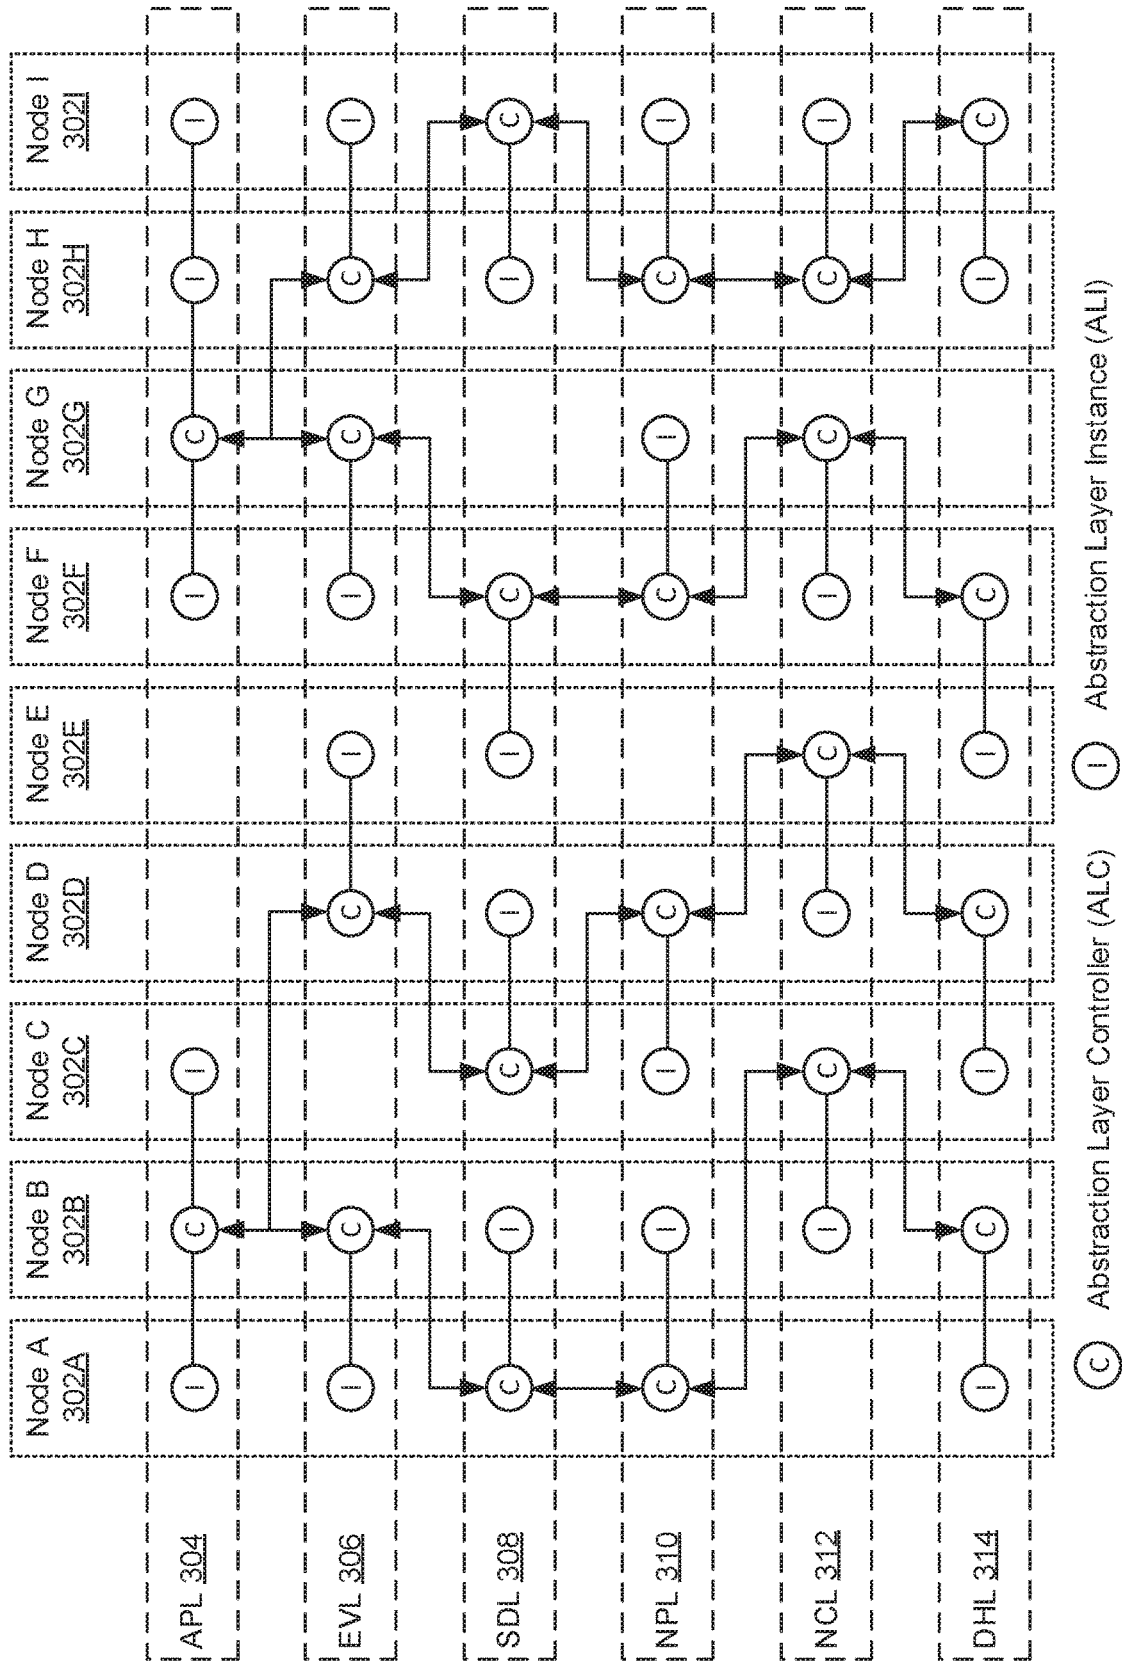 Node A Node B Node C Node D Node E Node F Node G Node H Node I
302A 302B 302C 302D 302E 302F 302G 302H 302I
APL 304 I C I I C I I
EVL 306 I C C I I C C I
SDL 308 C I C I I C I C
NPL 310 C I I C C I C I
NCL 312 I C I C I C C I
DHL 314 I C I C I C I C
C Abstraction Layer Controller (ALC) I Abstraction Layer Instance (ALI)